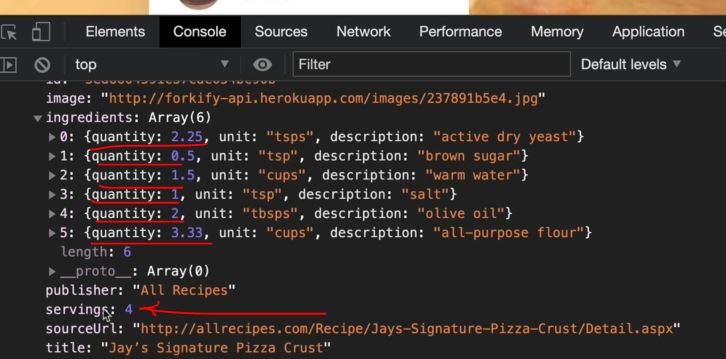 Elements Console Sources Network Performance Memory Application Se
top Filter Default levels ▼
image: "http://forkify-api.herokuapp.com/images/237891b5e4.jpg"
▼ ingredients: Array(6)
▶ 0: {quantity: 2.25, unit: "tsps", description: "active dry yeast"}
▶ 1: {quantity: 0.5, unit: "tsp", description: "brown sugar"}
▶ 2: {quantity: 1.5, unit: "cups", description: "warm water"}
▶ 3: {quantity: 1, unit: "tsp", description: "salt"}
▶ 4: {quantity: 2, unit: "tbsps", description: "olive oil"}
▶ 5: {quantity: 3.33, unit: "cups", description: "all-purpose flour"}
length: 6
▶ __proto__: Array(0)
publisher: "All Recipes"
servings: 4
sourceUrl: "http://allrecipes.com/Recipe/Jays-Signature-Pizza-Crust/Detail.aspx"
title: "Jay’s Signature Pizza Crust"